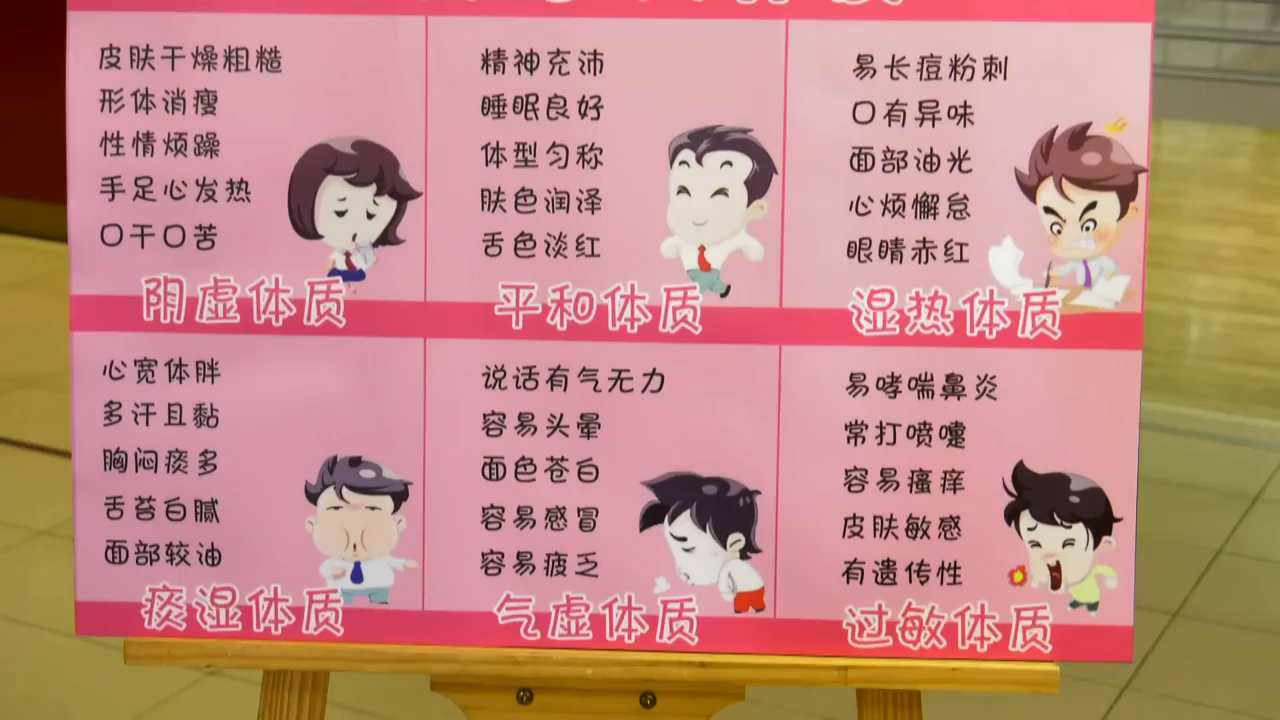 皮肤干燥粗糙
形体消瘦
性情烦躁
手足心发热
口干口苦
阴虚体质
精神充沛
睡眠良好
体型匀称
肤色润泽
舌色淡红
平和体质
易长痘粉刺
口有异味
面部油光
心烦懈怠
眼睛赤红
湿热体质
心宽体胖
多汗且黏
胸闷痰多
舌苔白腻
面部较油
痰湿体质
说话有气无力
容易头晕
面色苍白
容易感冒
容易疲乏
气虚体质
易哮喘鼻炎
常打喷嚏
容易瘙痒
皮肤敏感
有遗传性
过敏体质